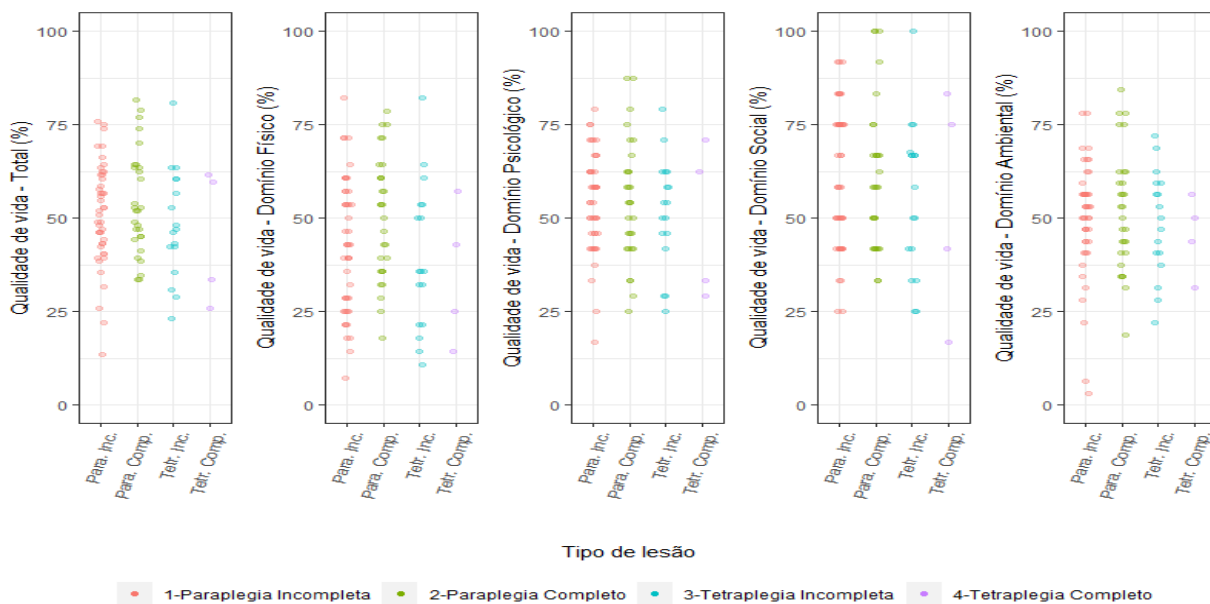 Qualidade de vida - Total (%)
100
75
50
25
0
Para. Inc.
Para. Comp.
Tetr. Inc.
Tetr. Comp.
Qualidade de vida - Domínio Físico (%)
100
75
50
25
0
Para. Inc.
Para. Comp.
Tetr. Inc.
Tetr. Comp.
Qualidade de vida - Domínio Psicológico (%)
100
75
50
25
0
Para. Inc.
Para. Comp.
Tetr. Inc.
Tetr. Comp.
Qualidade de vida - Domínio Social (%)
100
75
50
25
0
Para. Inc.
Para. Comp.
Tetr. Inc.
Tetr. Comp.
Qualidade de vida - Domínio Ambiental (%)
100
75
50
25
0
Para. Inc.
Para. Comp.
Tetr. Inc.
Tetr. Comp.
Tipo de lesão
1-Paraplegia Incompleta 2-Paraplegia Completo 3-Tetraplegia Incompleta 4-Tetraplegia Completo